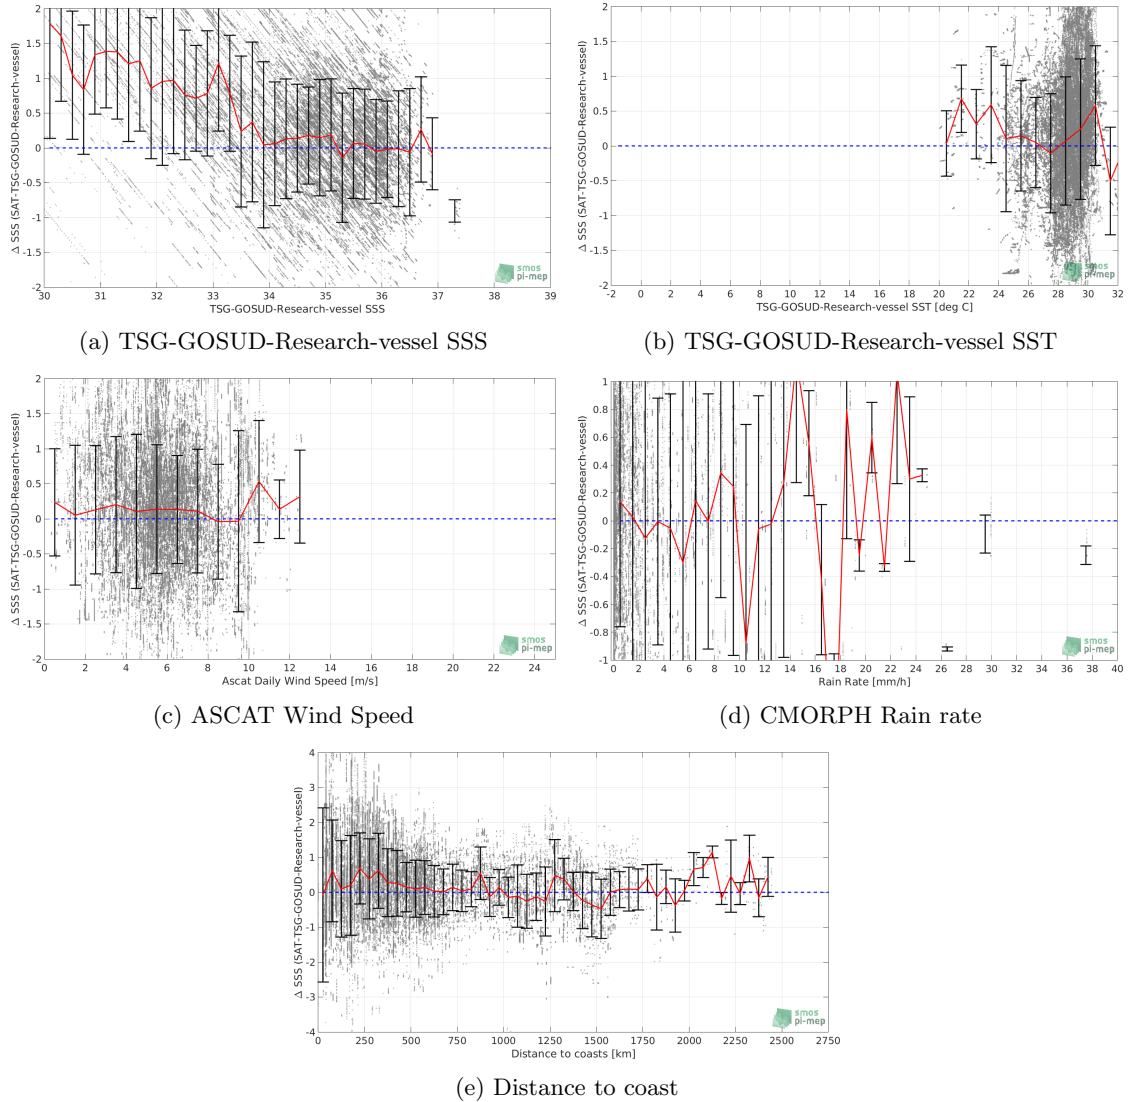 Δ SSS (SAT-TSG-GOSUD-Research-vessel)
2
1.5
1
0.5
0
-0.5
-1
-1.5
-2
30 31 32 33 34 35 36 37 38 39
TSG-GOSUD-Research-vessel SSS
smos
pi-mep
(a) TSG-GOSUD-Research-vessel SSS
Δ SSS (SAT-TSG-GOSUD-Research-vessel)
2
1.5
1
0.5
0
-0.5
-1
-1.5
-2
-2 0 2 4 6 8 10 12 14 16 18 20 22 24 26 28 30 32
TSG-GOSUD-Research-vessel SST [deg C]
smos
pi-mep
(b) TSG-GOSUD-Research-vessel SST
Δ SSS (SAT-TSG-GOSUD-Research-vessel)
2
1.5
1
0.5
0
-0.5
-1
-1.5
-2
0 2 4 6 8 10 12 14 16 18 20 22 24
Ascat Daily Wind Speed [m/s]
smos
pi-mep
(c) ASCAT Wind Speed
Δ SSS (SAT-TSG-GOSUD-Research-vessel)
1
0.8
0.6
0.4
0.2
0
-0.2
-0.4
-0.6
-0.8
-1
0 2 4 6 8 10 12 14 16 18 20 22 24 26 28 30 32 34 36 38 40
Rain Rate [mm/h]
smos
pi-mep
(d) CMORPH Rain rate
Δ SSS (SAT-TSG-GOSUD-Research-vessel)
4
3
2
1
0
-1
-2
-3
-4
0 250 500 750 1000 1250 1500 1750 2000 2250 2500 2750
Distance to coasts [km]
smos
pi-mep
(e) Distance to coast